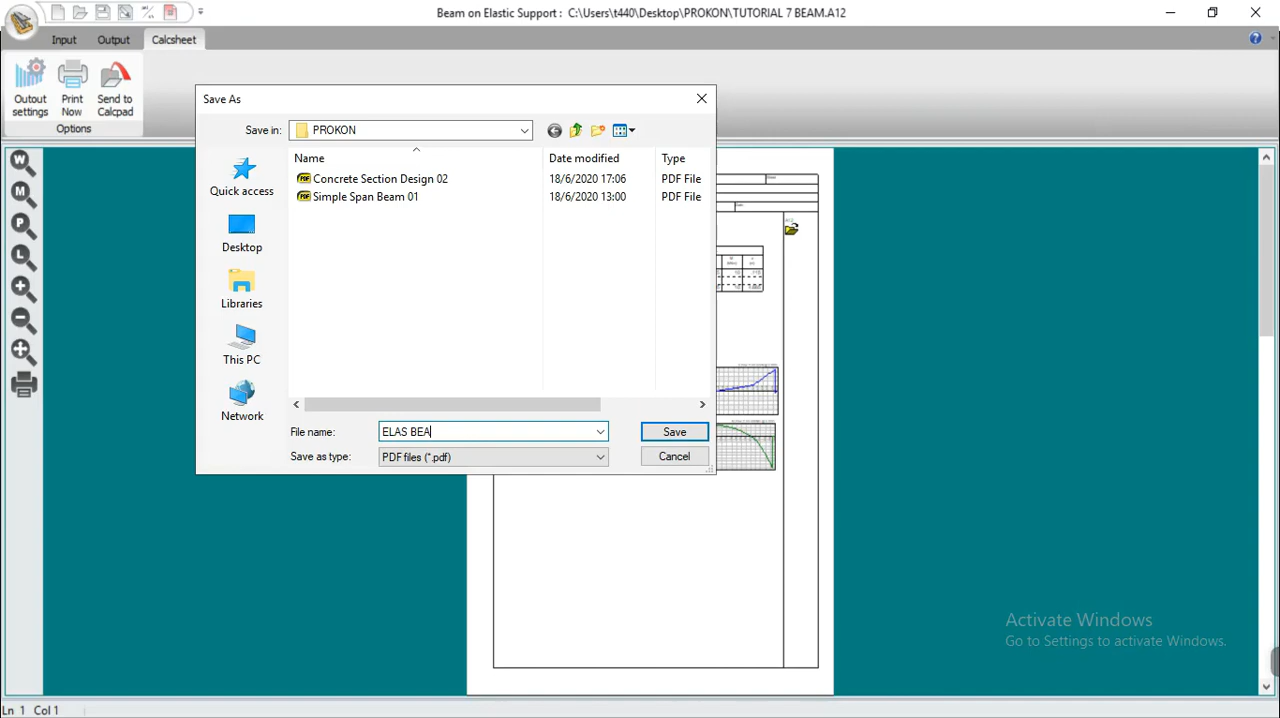 Beam on Elastic Support : C:\Users\t440\Desktop\PROKON\TUTORIAL 7 BEAM.A12
Input Output Calcsheet
Outout settings
Print Now
Send to Calcpad
Options
Save As
Save in: PROKON
Name Date modified Type
Concrete Section Design 02 18/6/2020 17:06 PDF File
Simple Span Beam 01 18/6/2020 13:00 PDF File
Quick access
Desktop
Libraries
This PC
Network
File name: ELAS BEA
Save
Save as type: PDF files (*.pdf)
Cancel
W
M
P
L
Activate Windows
Go to Settings to activate Windows.
Ln 1 Col 1